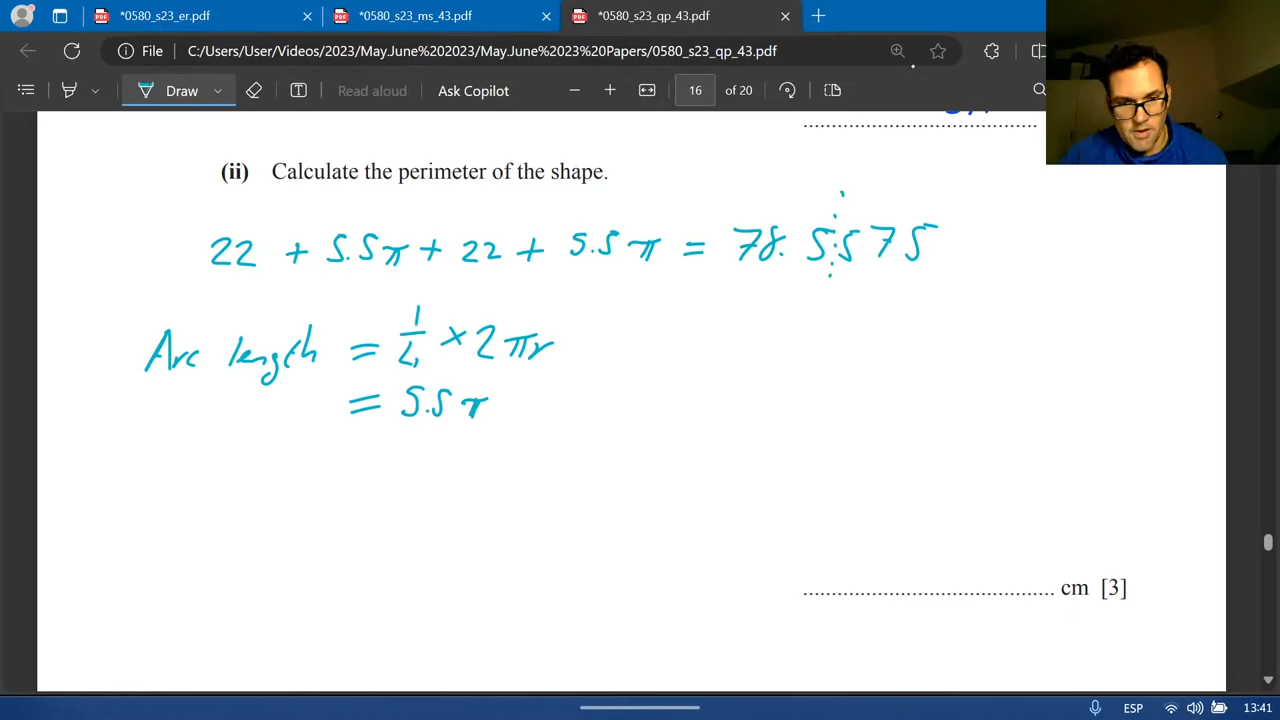 *0580_s23_er.pdf
*0580_s23_ms_43.pdf
*0580_s23_qp_43.pdf
File C:/Users/User/Videos/2023/May.June%202023/May.June%2023%20Papers/0580_s23_qp_43.pdf
Draw Read aloud Ask Copilot 16 of 20
(ii) Calculate the perimeter of the shape.
22 + 5.5π + 22 + 5.5π = 78.5575
Arc length = 1/4 × 2πr
= 5.5π
.......................................... cm [3]
ESP 13:41